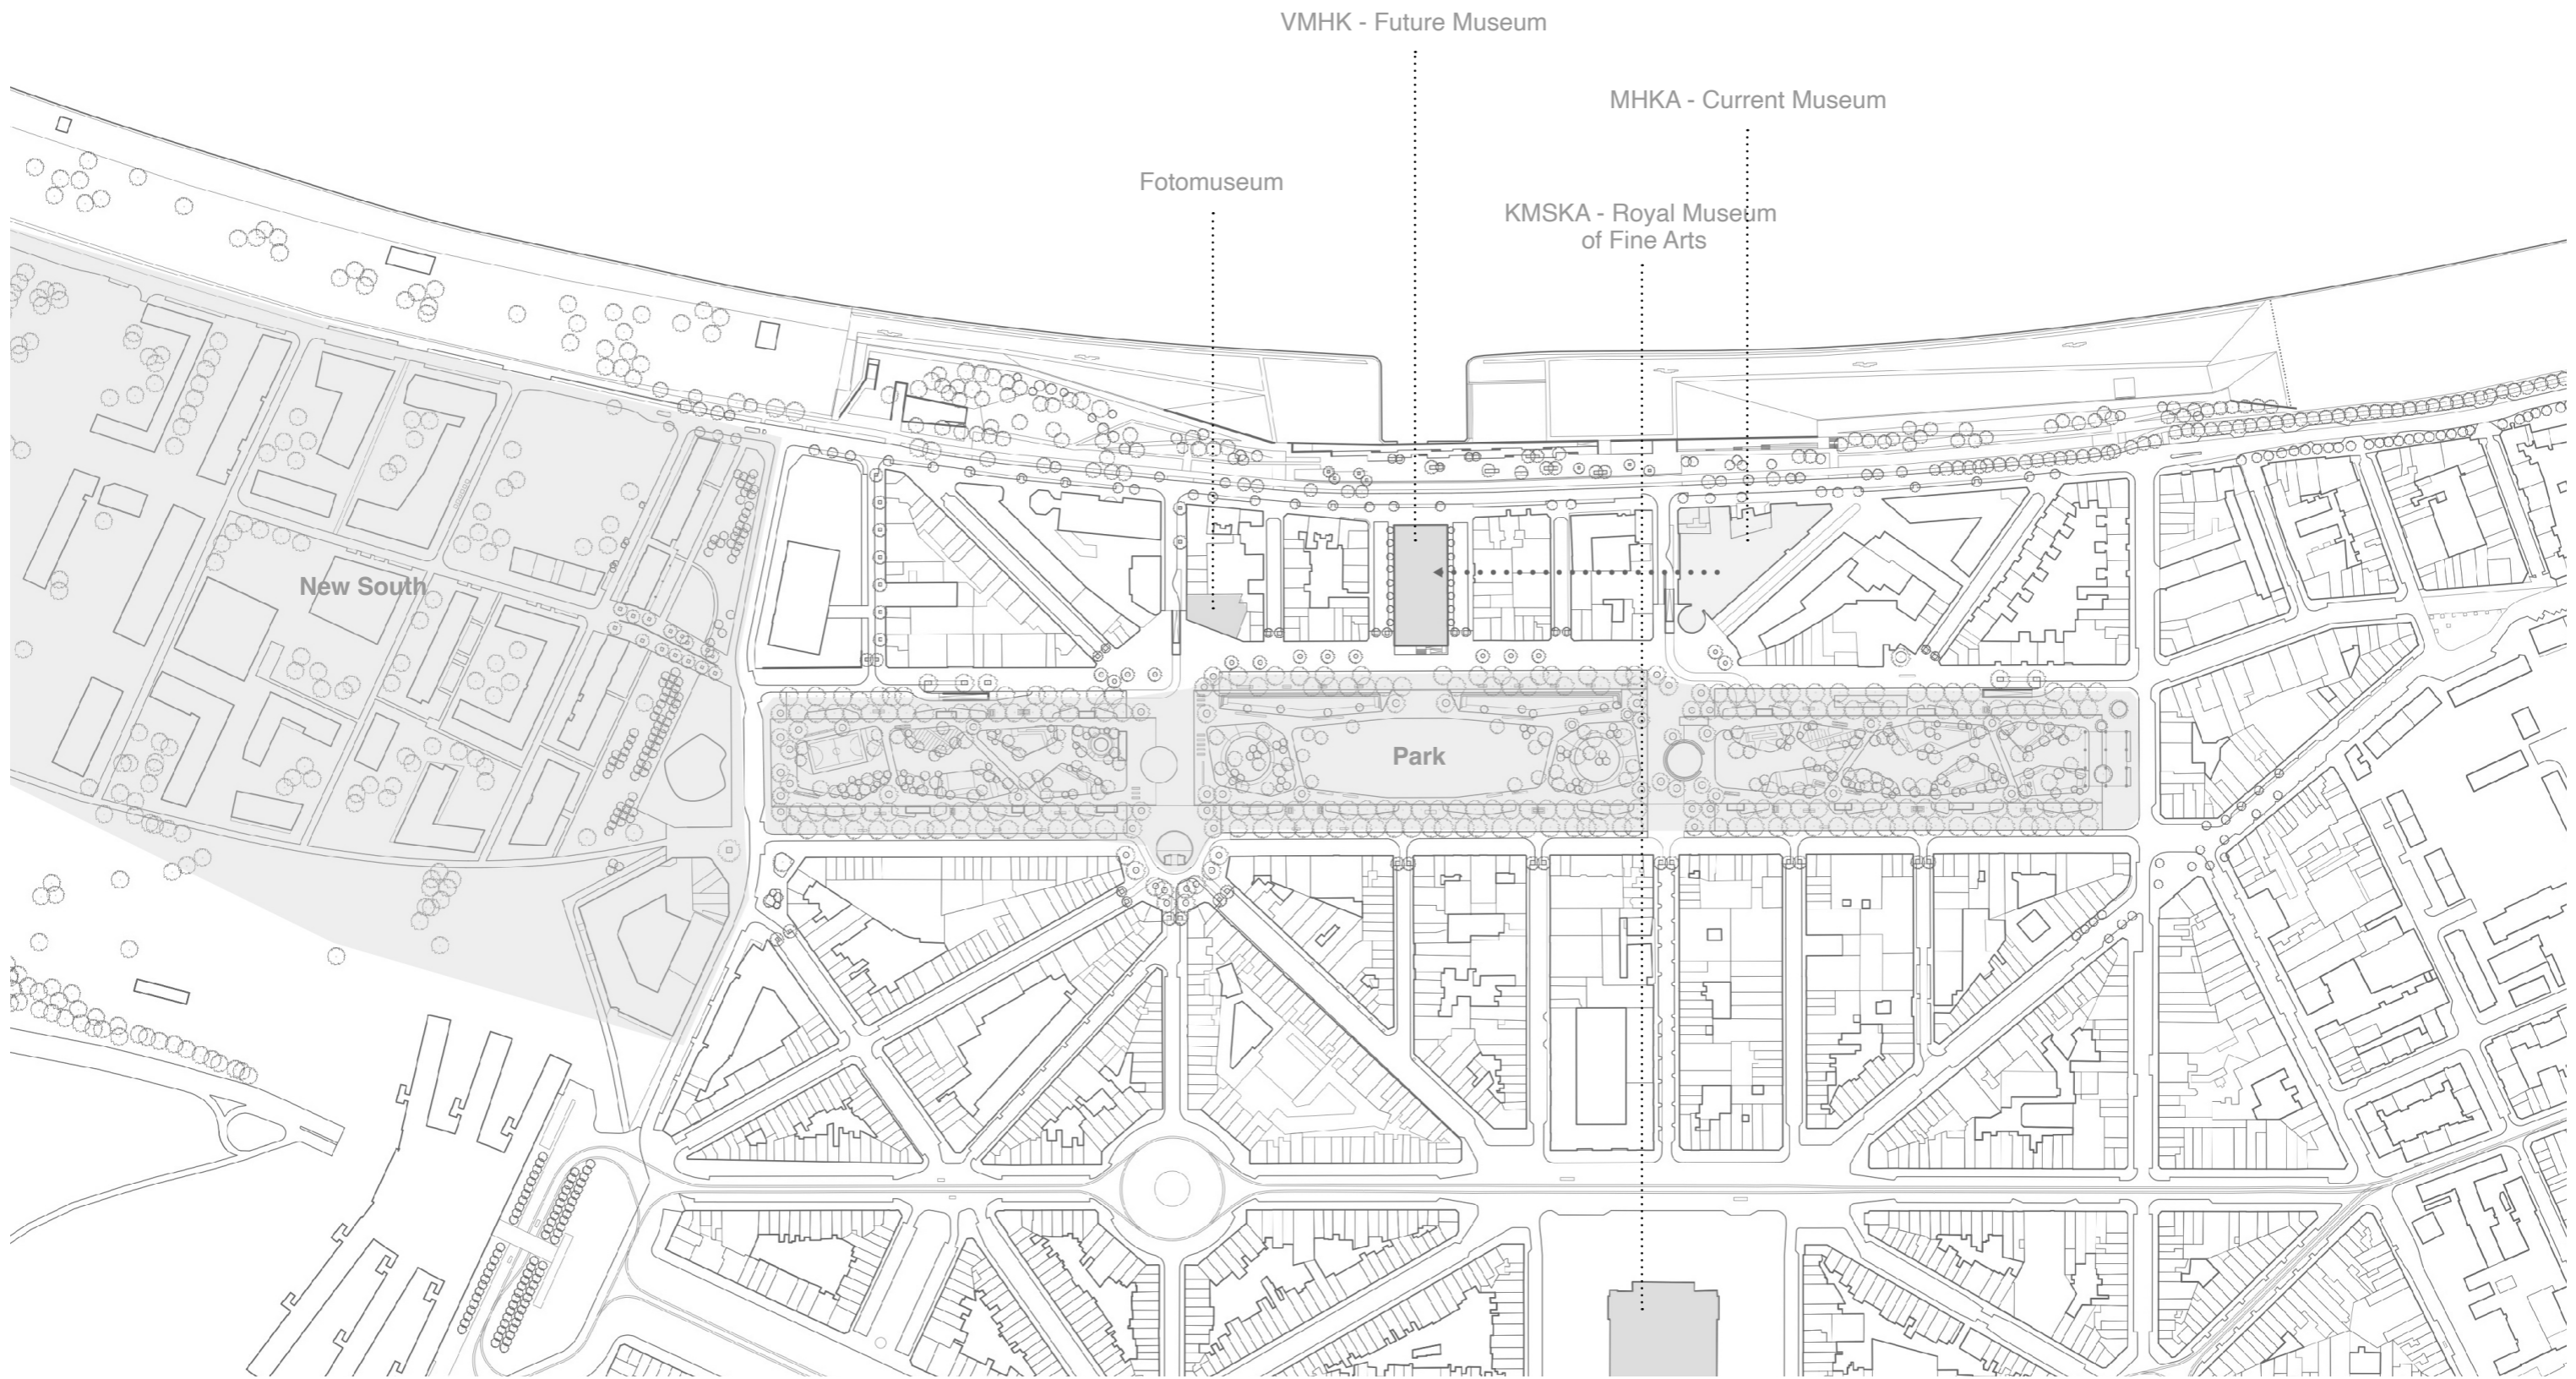 VMHK - Future Museum
MHKA - Current Museum
Fotomuseum
KMSKA - Royal Museum
of Fine Arts
New South
Park